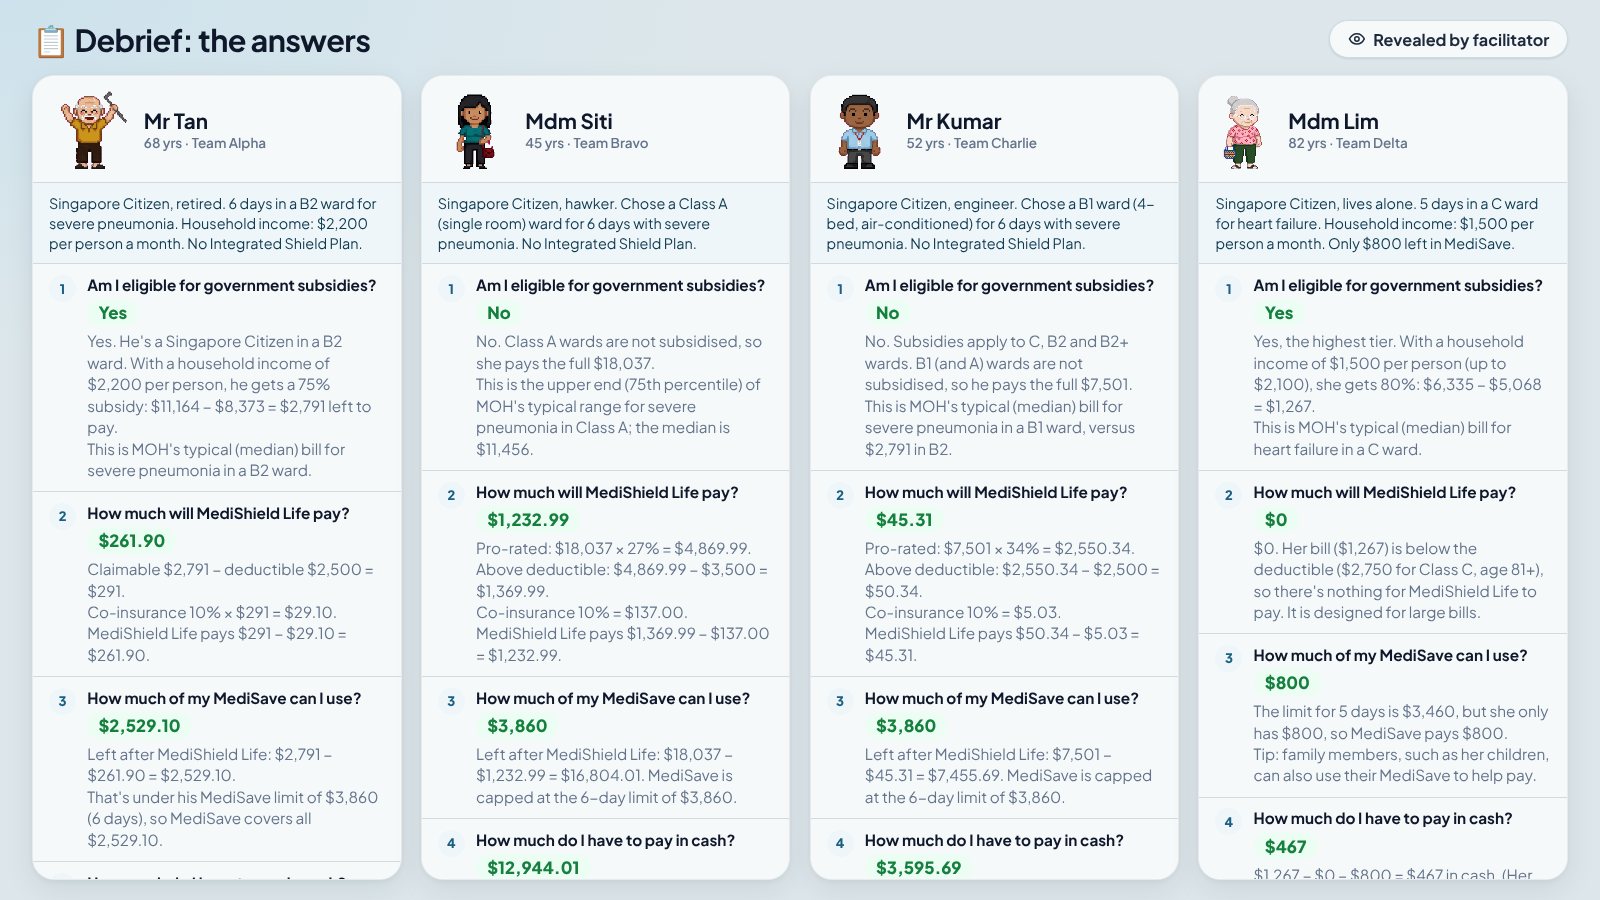 Debrief: the answers
Revealed by facilitator
Mr Tan
68 yrs · Team Alpha
Singapore Citizen, retired. 6 days in a B2 ward for
severe pneumonia. Household income: $2,200
per person a month. No Integrated Shield Plan.
1
Am I eligible for government subsidies?
Yes
Yes. He's a Singapore Citizen in a B2
ward. With a household income of
$2,200 per person, he gets a 75%
subsidy: $11,164 – $8,373 = $2,791 left to
pay.
This is MOH's typical (median) bill for
severe pneumonia in a B2 ward.
2
How much will MediShield Life pay?
$261.90
Claimable $2,791 – deductible $2,500 =
$291.
Co-insurance 10% × $291 = $29.10.
MediShield Life pays $291 – $29.10 =
$261.90.
3
How much of my MediSave can I use?
$2,529.10
Left after MediShield Life: $2,791 –
$261.90 = $2,529.10.
That's under his MediSave limit of $3,860
(6 days), so MediSave covers all
$2,529.10.
Mdm Siti
45 yrs · Team Bravo
Singapore Citizen, hawker. Chose a Class A
(single room) ward for 6 days with severe
pneumonia. No Integrated Shield Plan.
1
Am I eligible for government subsidies?
No
No. Class A wards are not subsidised, so
she pays the full $18,037.
This is the upper end (75th percentile) of
MOH's typical range for severe
pneumonia in Class A; the median is
$11,456.
2
How much will MediShield Life pay?
$1,232.99
Pro-rated: $18,037 × 27% = $4,869.99.
Above deductible: $4,869.99 – $3,500 =
$1,369.99.
Co-insurance 10% = $137.00.
MediShield Life pays $1,369.99 – $137.00
= $1,232.99.
3
How much of my MediSave can I use?
$3,860
Left after MediShield Life: $18,037 –
$1,232.99 = $16,804.01. MediSave is
capped at the 6–day limit of $3,860.
4
How much do I have to pay in cash?
$12,944.01
Mr Kumar
52 yrs · Team Charlie
Singapore Citizen, engineer. Chose a B1 ward (4–
bed, air-conditioned) for 6 days with severe
pneumonia. No Integrated Shield Plan.
1
Am I eligible for government subsidies?
No
No. Subsidies apply to C, B2 and B2+
wards. B1 (and A) wards are not
subsidised, so he pays the full $7,501.
This is MOH's typical (median) bill for
severe pneumonia in a B1 ward, versus
$2,791 in B2.
2
How much will MediShield Life pay?
$45.31
Pro-rated: $7,501 × 34% = $2,550.34.
Above deductible: $2,550.34 – $2,500 =
$50.34.
Co-insurance 10% = $5.03.
MediShield Life pays $50.34 – $5.03 =
$45.31.
3
How much of my MediSave can I use?
$3,860
Left after MediShield Life: $7,501 –
$45.31 = $7,455.69. MediSave is capped
at the 6–day limit of $3,860.
4
How much do I have to pay in cash?
$3,595.69
Mdm Lim
82 yrs · Team Delta
Singapore Citizen, lives alone. 5 days in a C ward
for heart failure. Household income: $1,500 per
person a month. Only $800 left in MediSave.
1
Am I eligible for government subsidies?
Yes
Yes, the highest tier. With a household
income of $1,500 per person (up to
$2,100), she gets 80%: $6,335 – $5,068
= $1,267.
This is MOH's typical (median) bill for
heart failure in a C ward.
2
How much will MediShield Life pay?
$0
$0. Her bill ($1,267) is below the
deductible ($2,750 for Class C, age 81+),
so there's nothing for MediShield Life to
pay. It is designed for large bills.
3
How much of my MediSave can I use?
$800
The limit for 5 days is $3,460, but she only
has $800, so MediSave pays $800.
Tip: family members, such as her children,
can also use their MediSave to help pay.
4
How much do I have to pay in cash?
$467
$1,267 – $0 – $800 = $467 in cash. (Her